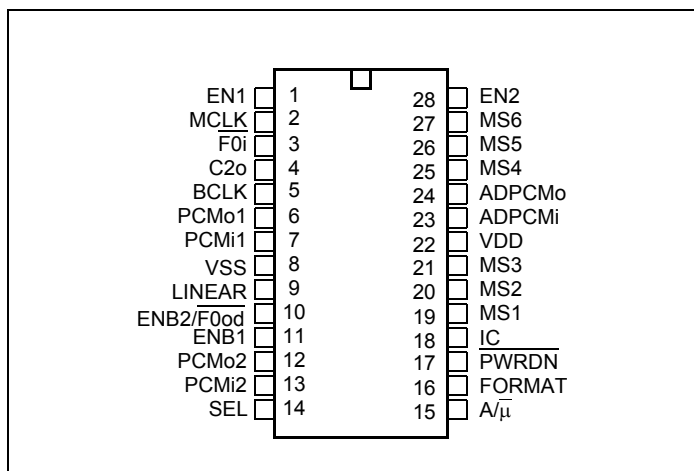 EN1 1 28 EN2
MCLK 2 27 MS6
F0i 3 26 MS5
C2o 4 25 MS4
BCLK 5 24 ADPCMo
PCMo1 6 23 ADPCMi
PCMi1 7 22 VDD
VSS 8 21 MS3
LINEAR 9 20 MS2
ENB2/F0od 10 19 MS1
ENB1 11 18 IC
PCMo2 12 17 PWRDN
PCMi2 13 16 FORMAT
SEL 14 15 A/μ